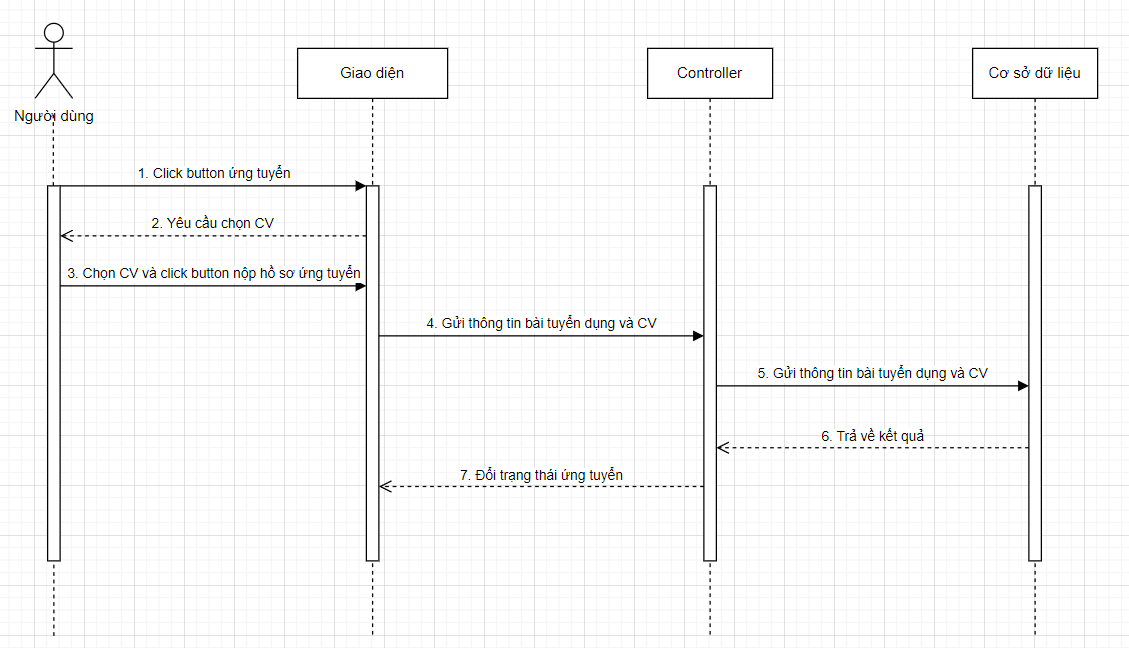 Người dùng
Giao diện
Controller
Cơ sở dữ liệu
1. Click button ứng tuyển
2. Yêu cầu chọn CV
3. Chọn CV và click button nộp hồ sơ ứng tuyển
4. Gửi thông tin bài tuyển dụng và CV
5. Gửi thông tin bài tuyển dụng và CV
6. Trả về kết quả
7. Đổi trạng thái ứng tuyển